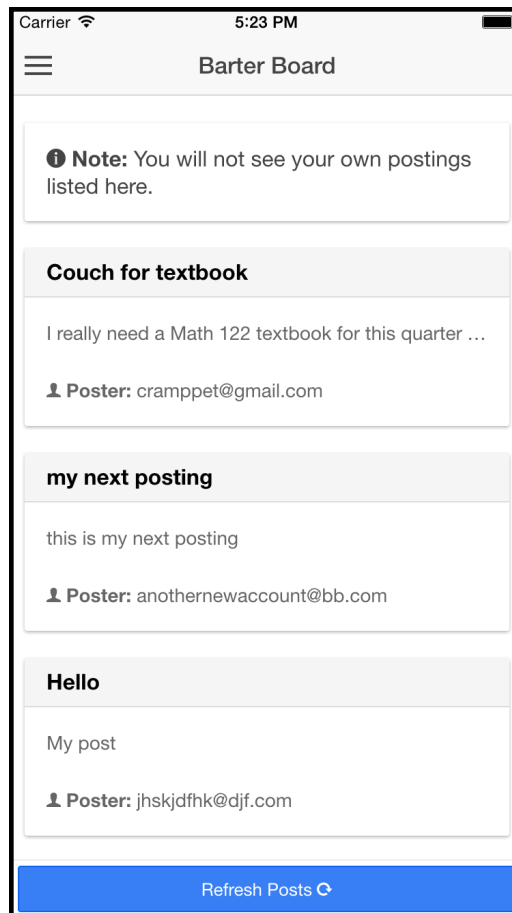 Carrier 5:23 PM
Barter Board
Note: You will not see your own postings
listed here.
Couch for textbook
I really need a Math 122 textbook for this quarter …
Poster: cramppet@gmail.com
my next posting
this is my next posting
Poster: anothernewaccount@bb.com
Hello
My post
Poster: jhskjdfhk@djf.com
Refresh Posts